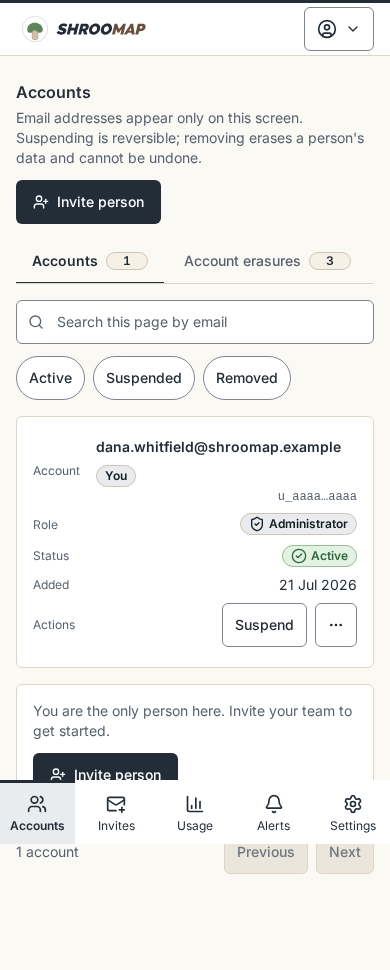 SHROOMAP
Accounts
Email addresses appear only on this screen.
Suspending is reversible; removing erases a person's
data and cannot be undone.
Invite person
Accounts 1 Account erasures 3
Search this page by email
Active Suspended Removed
dana.whitfield@shroomap.example
Account You
u_aaaa…aaaa
Role Administrator
Status Active
Added 21 Jul 2026
Actions Suspend
You are the only person here. Invite your team to
get started.
Invite person
Accounts Invites Usage Alerts Settings
1 account Previous Next